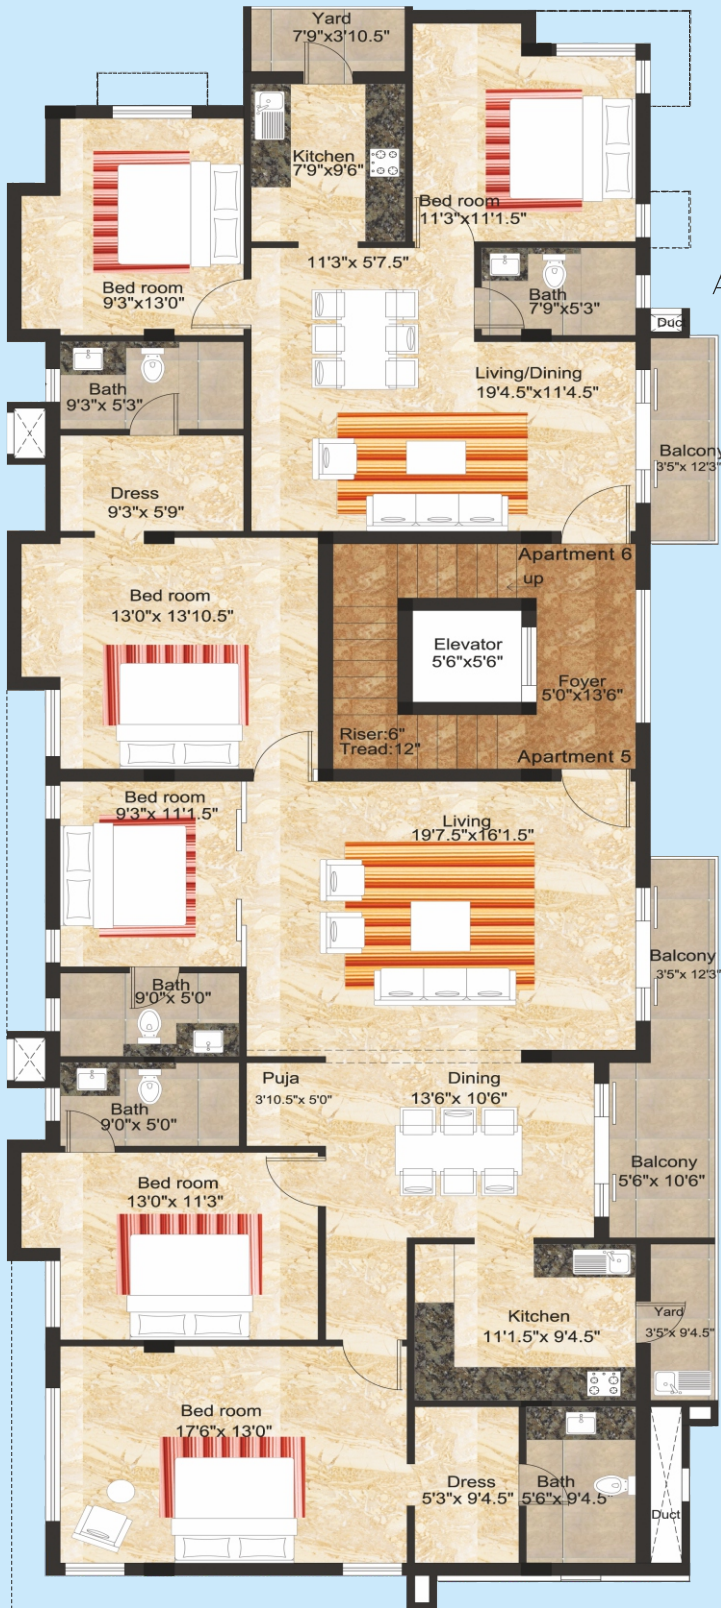 Yard
7'9"x3'10.5"
Kitchen
7'9"x9'6"
Bed room
11'3"x11'1.5"
Bed room
9'3"x13'0"
11'3"x 5'7.5"
Bath
7'9"x5'3"
A
Duc
Bath
9'3"x 5'3"
Living/Dining
19'4.5"x11'4.5"
Balcony
3'5"x 12'3"
Dress
9'3"x 5'9"
Apartment 6
up
Bed room
13'0"x 13'10.5"
Elevator
5'6"x5'6"
Foyer
5'0"x13'6"
Riser:6"
Tread:12"
Apartment 5
Bed room
9'3"x 11'1.5"
Living
19'7.5"x16'1.5"
Balcony
3'5"x 12'3"
Bath
9'0"x 5'0"
Puja
3'10.5"x 5'0"
Dining
13'6"x 10'6"
Bath
9'0"x 5'0"
Balcony
5'6"x 10'6"
Bed room
13'0"x 11'3"
Kitchen
11'1.5"x 9'4.5"
Yard
3'5"x 9'4.5"
Bed room
17'6"x 13'0"
Dress
5'3"x 9'4.5"
Bath
5'6"x 9'4.5"
Duct